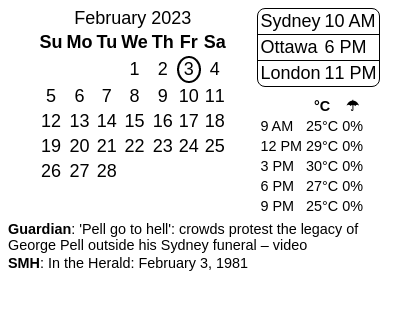 February 2023
Su Mo Tu We Th Fr Sa
1 2 3 4
5 6 7 8 9 10 11
12 13 14 15 16 17 18
19 20 21 22 23 24 25
26 27 28
Sydney 10 AM
Ottawa 6 PM
London 11 PM
°C ☂
9 AM 25°C 0%
12 PM 29°C 0%
3 PM 30°C 0%
6 PM 27°C 0%
9 PM 25°C 0%
Guardian: 'Pell go to hell': crowds protest the legacy of
George Pell outside his Sydney funeral – video
SMH: In the Herald: February 3, 1981